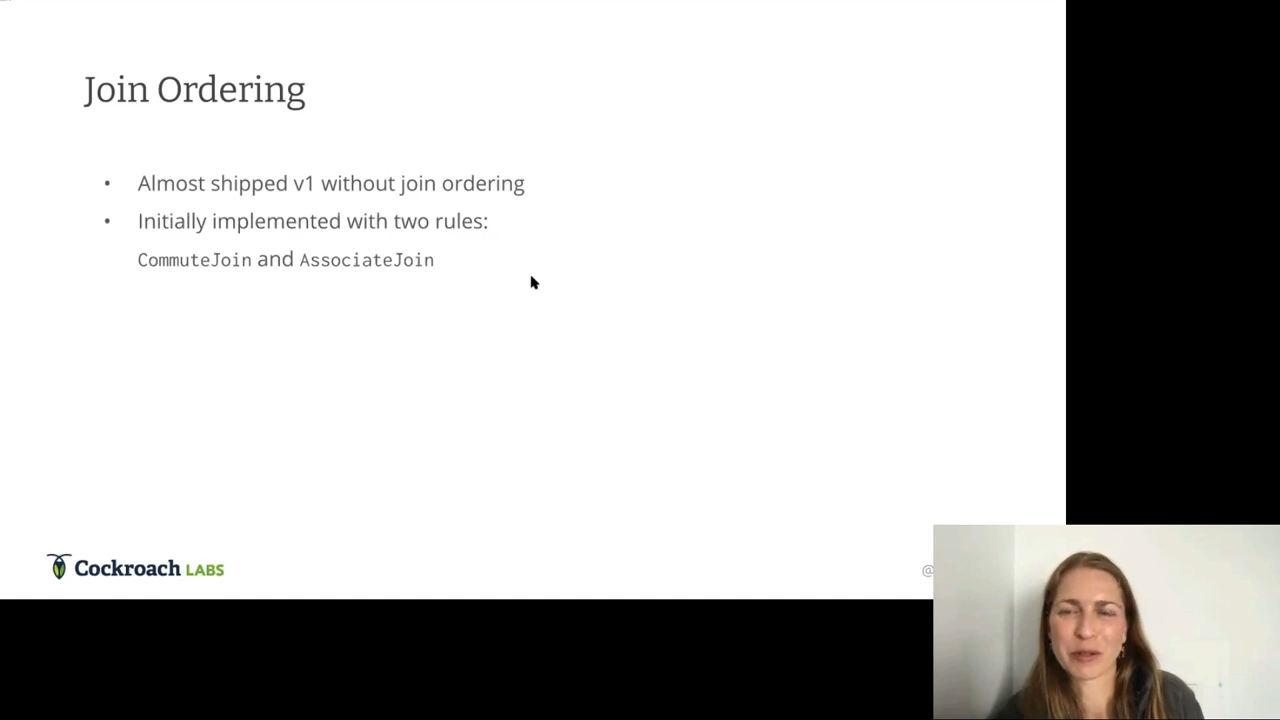 Join Ordering
• Almost shipped v1 without join ordering
• Initially implemented with two rules:
CommuteJoin and AssociateJoin
Cockroach LABS
@